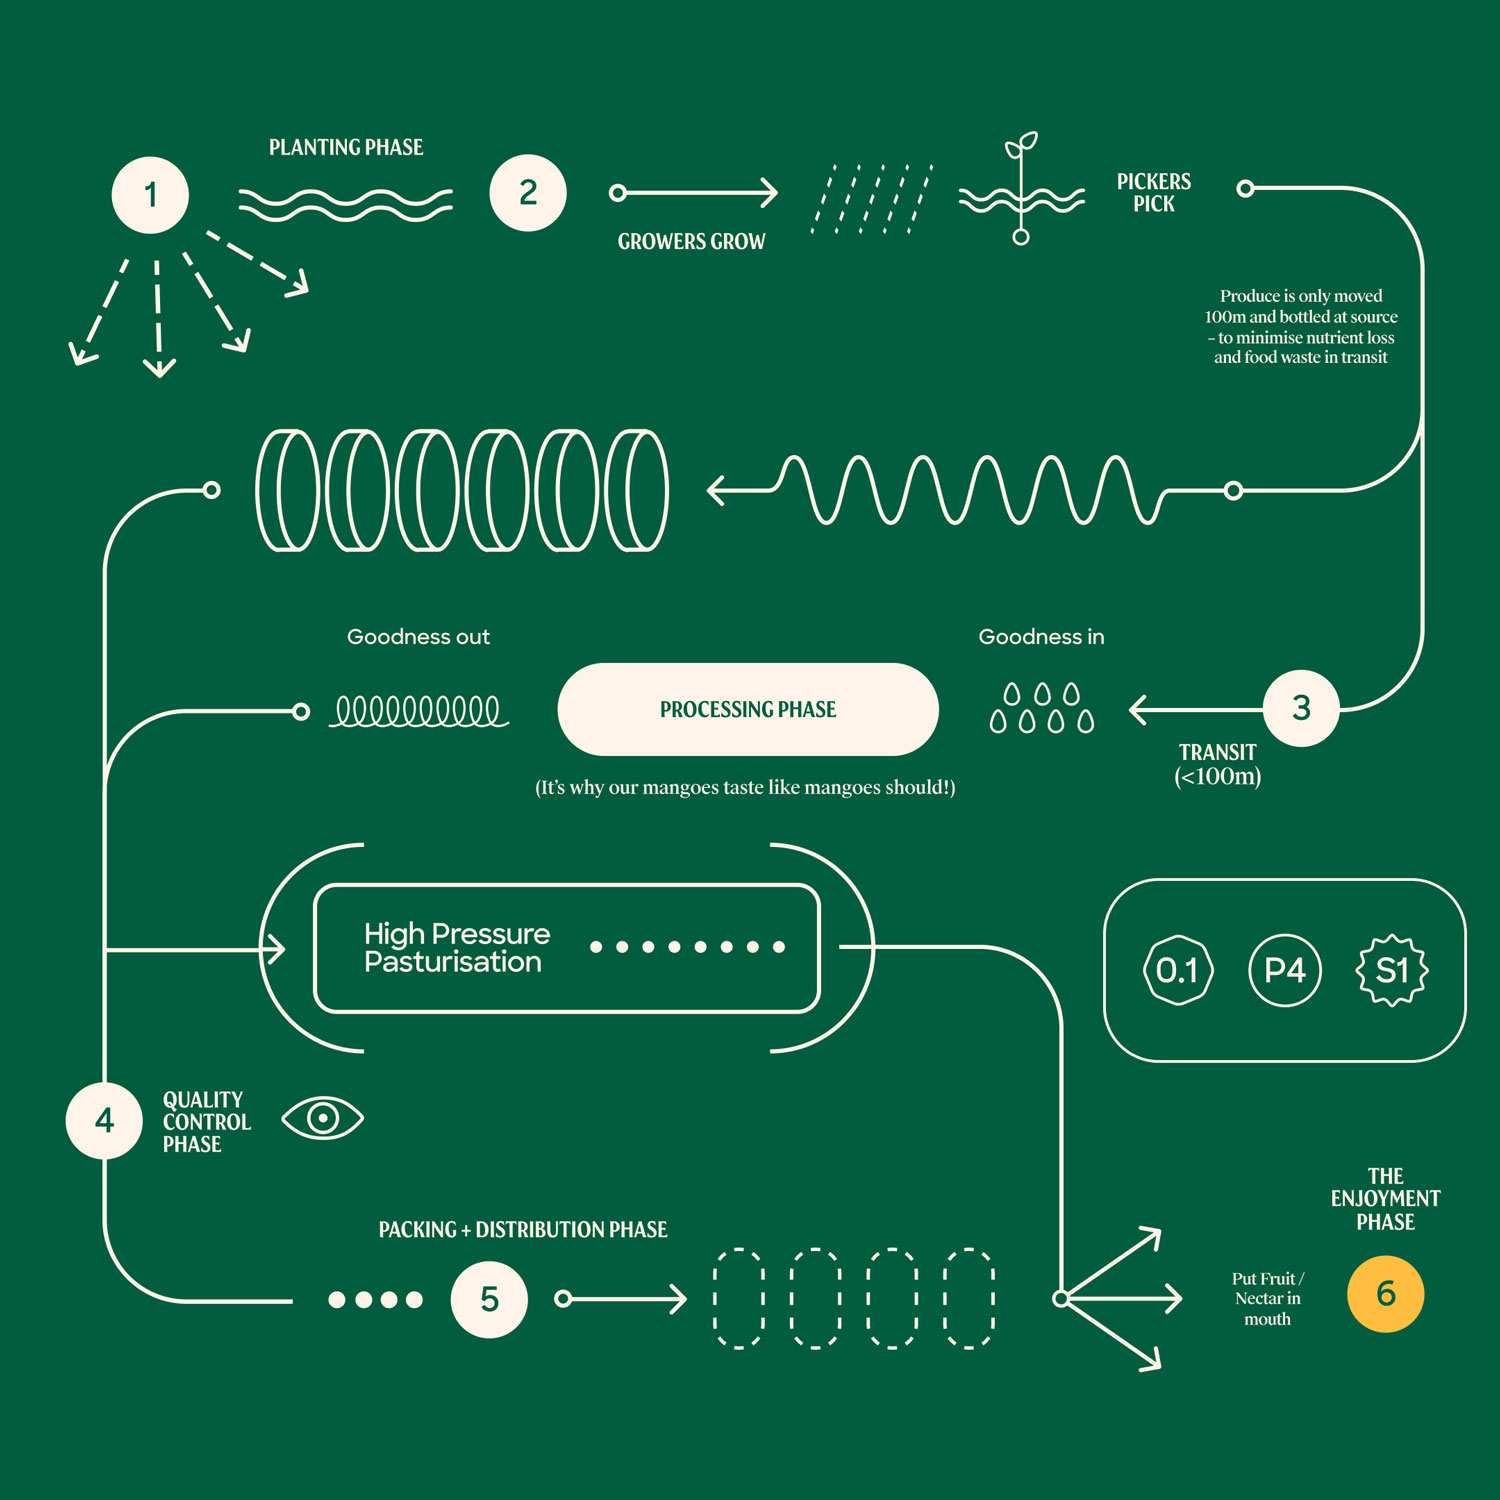 1
PLANTING PHASE
2
GROWERS GROW
PICKERS
PICK
Produce is only moved
100m and bottled at source
– to minimise nutrient loss
and food waste in transit
Goodness out
PROCESSING PHASE
Goodness in
3
TRANSIT
(<100m)
(It's why our mangoes taste like mangoes should!)
High Pressure
Pasturisation
0.1
P4
S1
4
QUALITY
CONTROL
PHASE
PACKING + DISTRIBUTION PHASE
5
THE
ENJOYMENT
PHASE
Put Fruit /
Nectar in
mouth
6